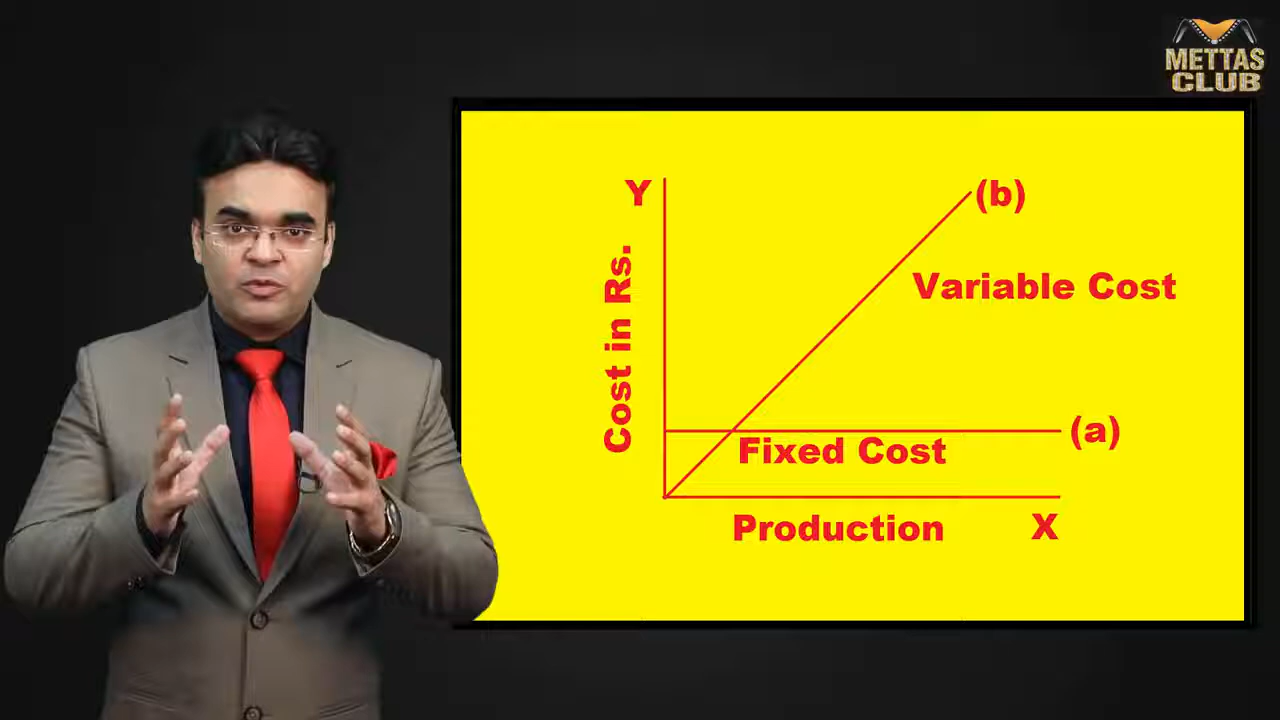 METTAS
CLUB
Y
(b)
Cost in Rs.
Variable Cost
(a)
Fixed Cost
Production
X